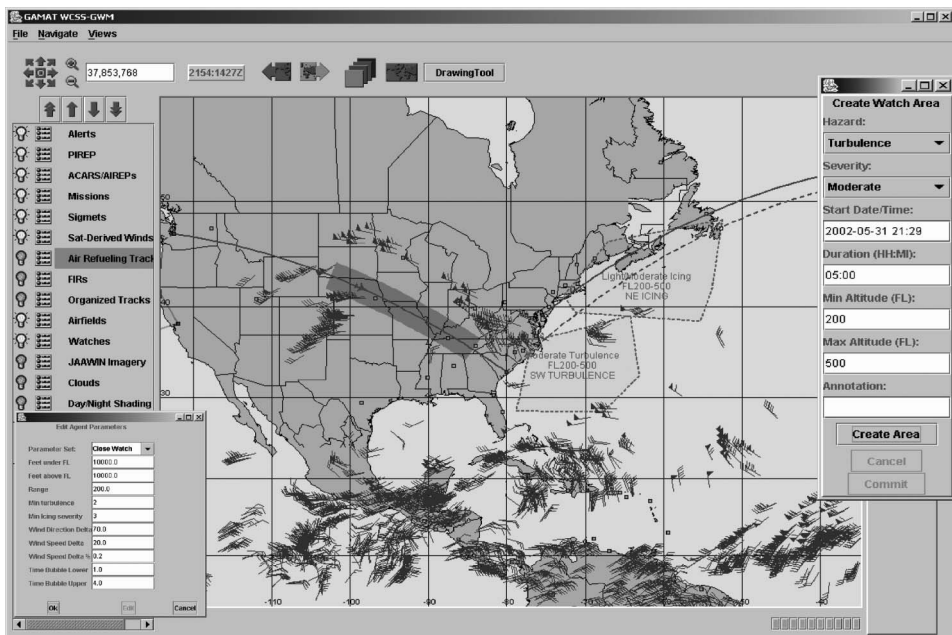 GAMAT WCSS-GWM
File Navigate Views
37,853,768
2154:1427Z
DrawingTool
Alerts
PIREP
ACARS/AIREPs
Missions
Sigmets
Sat-Derived Winds
Air Refueling Track
FIRs
Organized Tracks
Airfields
Watches
JAAWIN Imagery
Clouds
Day/Night Shading
50
40
30
Light/Moderate Icing
FL200-500
NE ICING
Moderate Turbulence
FL200-500
SW TURBULENCE
-110 -100 -90 -80 -70 -60 -50 -40
Create Watch Area
Hazard:
Turbulence
Severity:
Moderate
Start Date/Time:
2002-05-31 21:29
Duration (HH:MI):
05:00
Min Altitude (FL):
200
Max Altitude (FL):
500
Annotation:
Create Area
Cancel
Commit
Edit Agent Parameters
Parameter Set: Close Watch
Feet under FL 10000.0
Feet above FL 10000.0
Range 200.0
Min turbulence 2
Min Icing severity 3
Wind Direction Delta 70.0
Wind Speed Delta 20.0
Wind Speed Delta % 0.2
Time Bubble Lower 1.0
Time Bubble Upper 4.0
Ok Edit Cancel